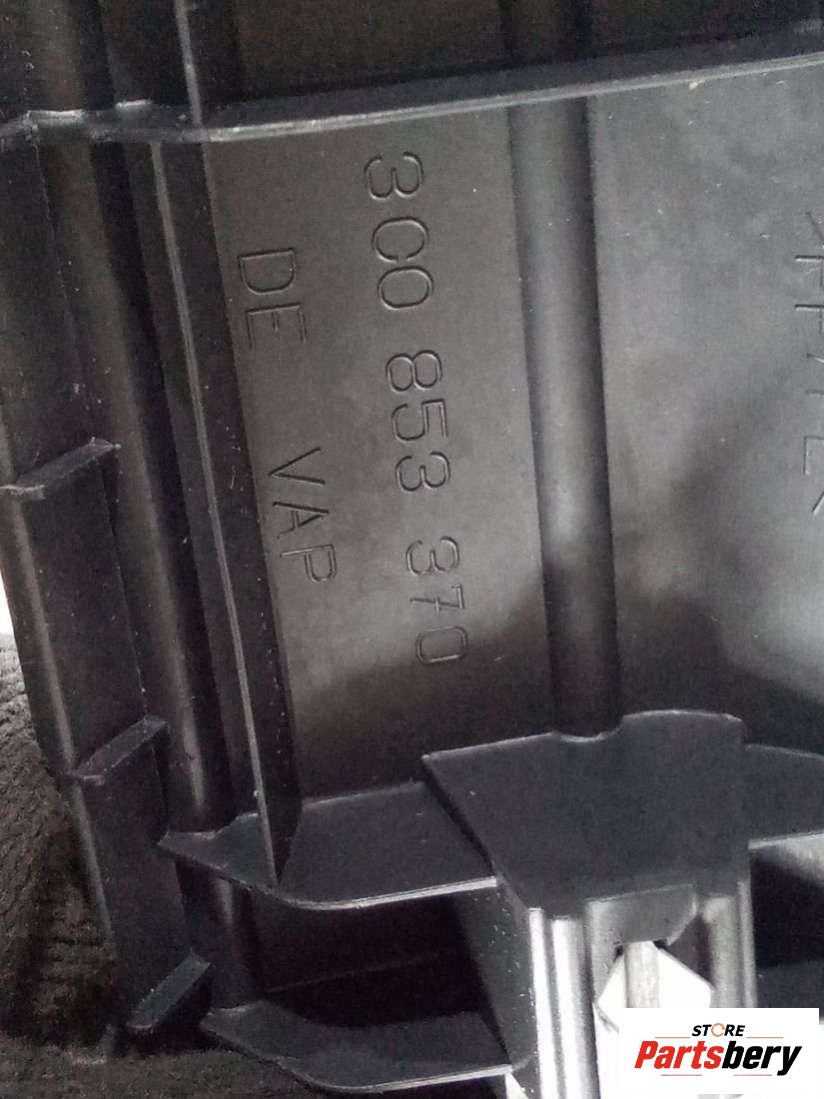 3C0 853 370
DE VAP
STORE
Partsbery